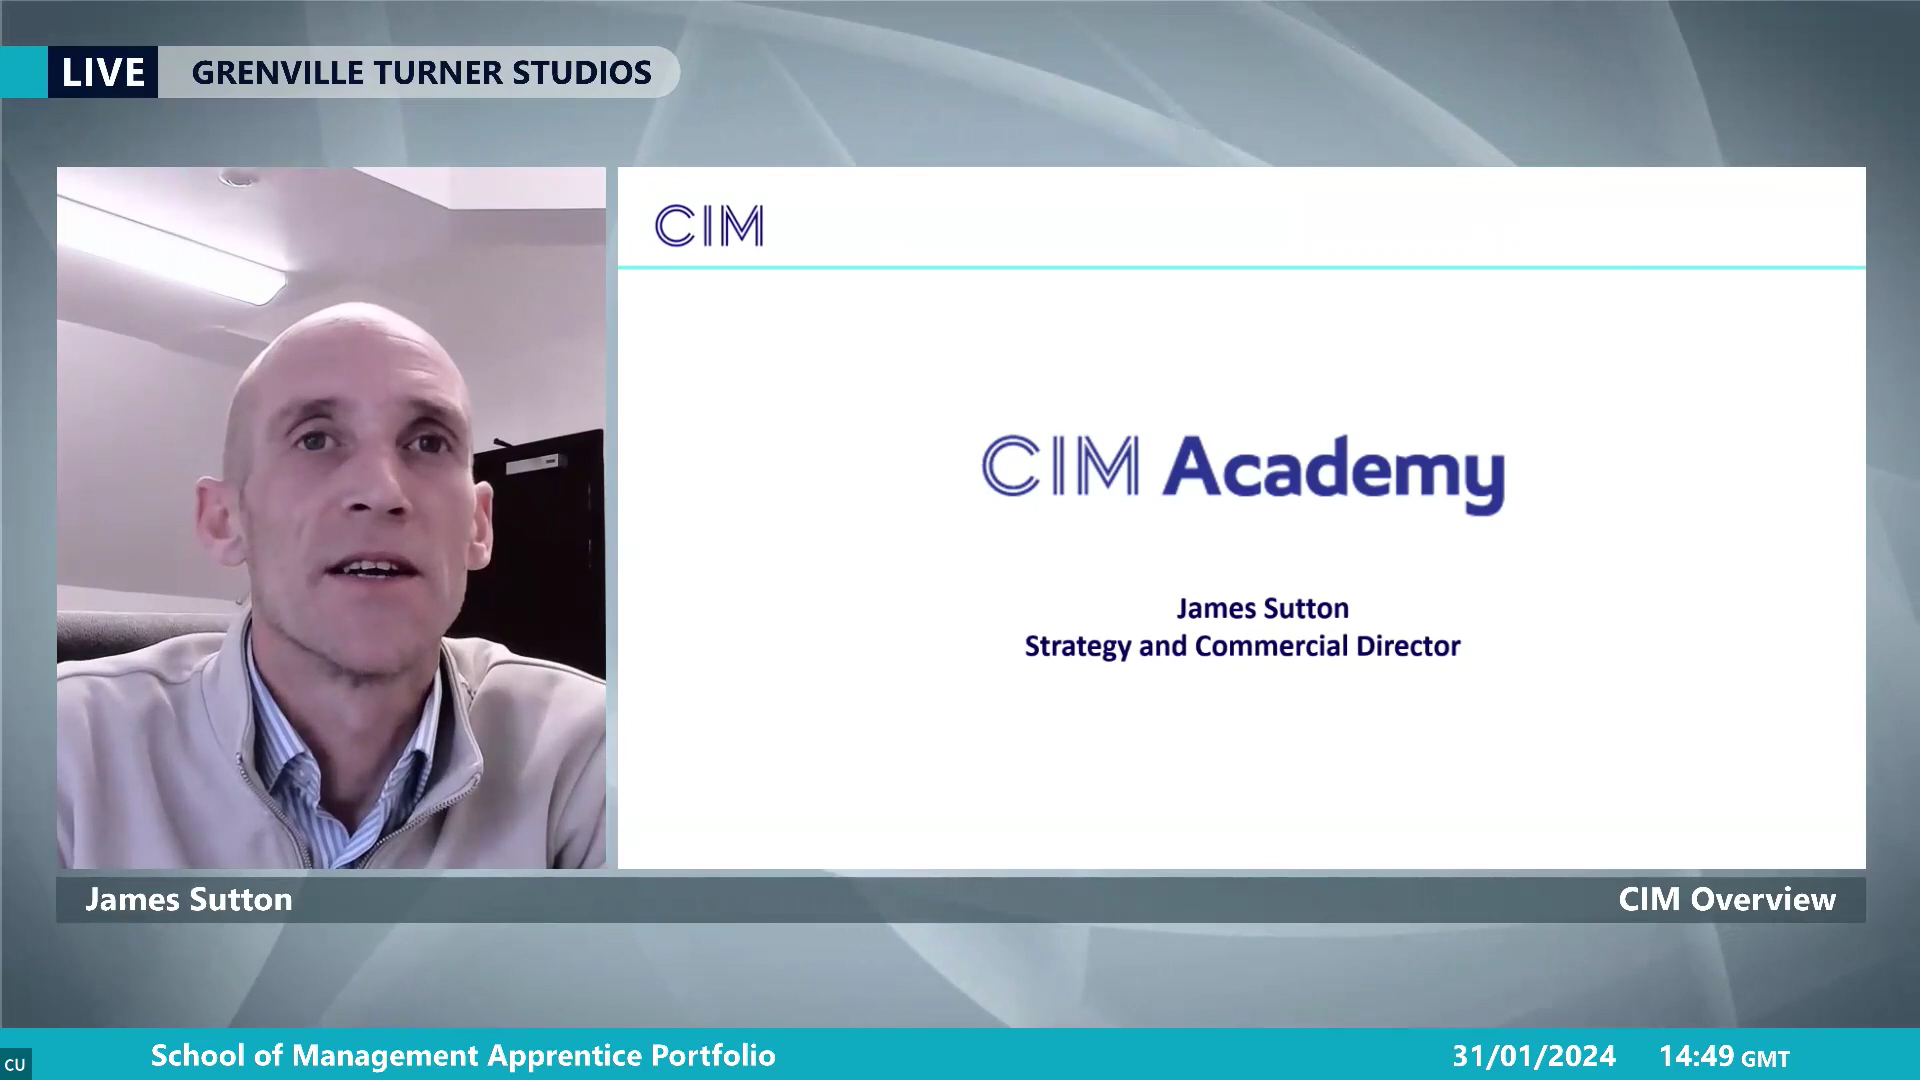 LIVE GRENVILLE TURNER STUDIOS
CIM
CIM Academy
James Sutton
Strategy and Commercial Director
James Sutton
CIM Overview
CU
School of Management Apprentice Portfolio
31/01/2024 14:49 GMT